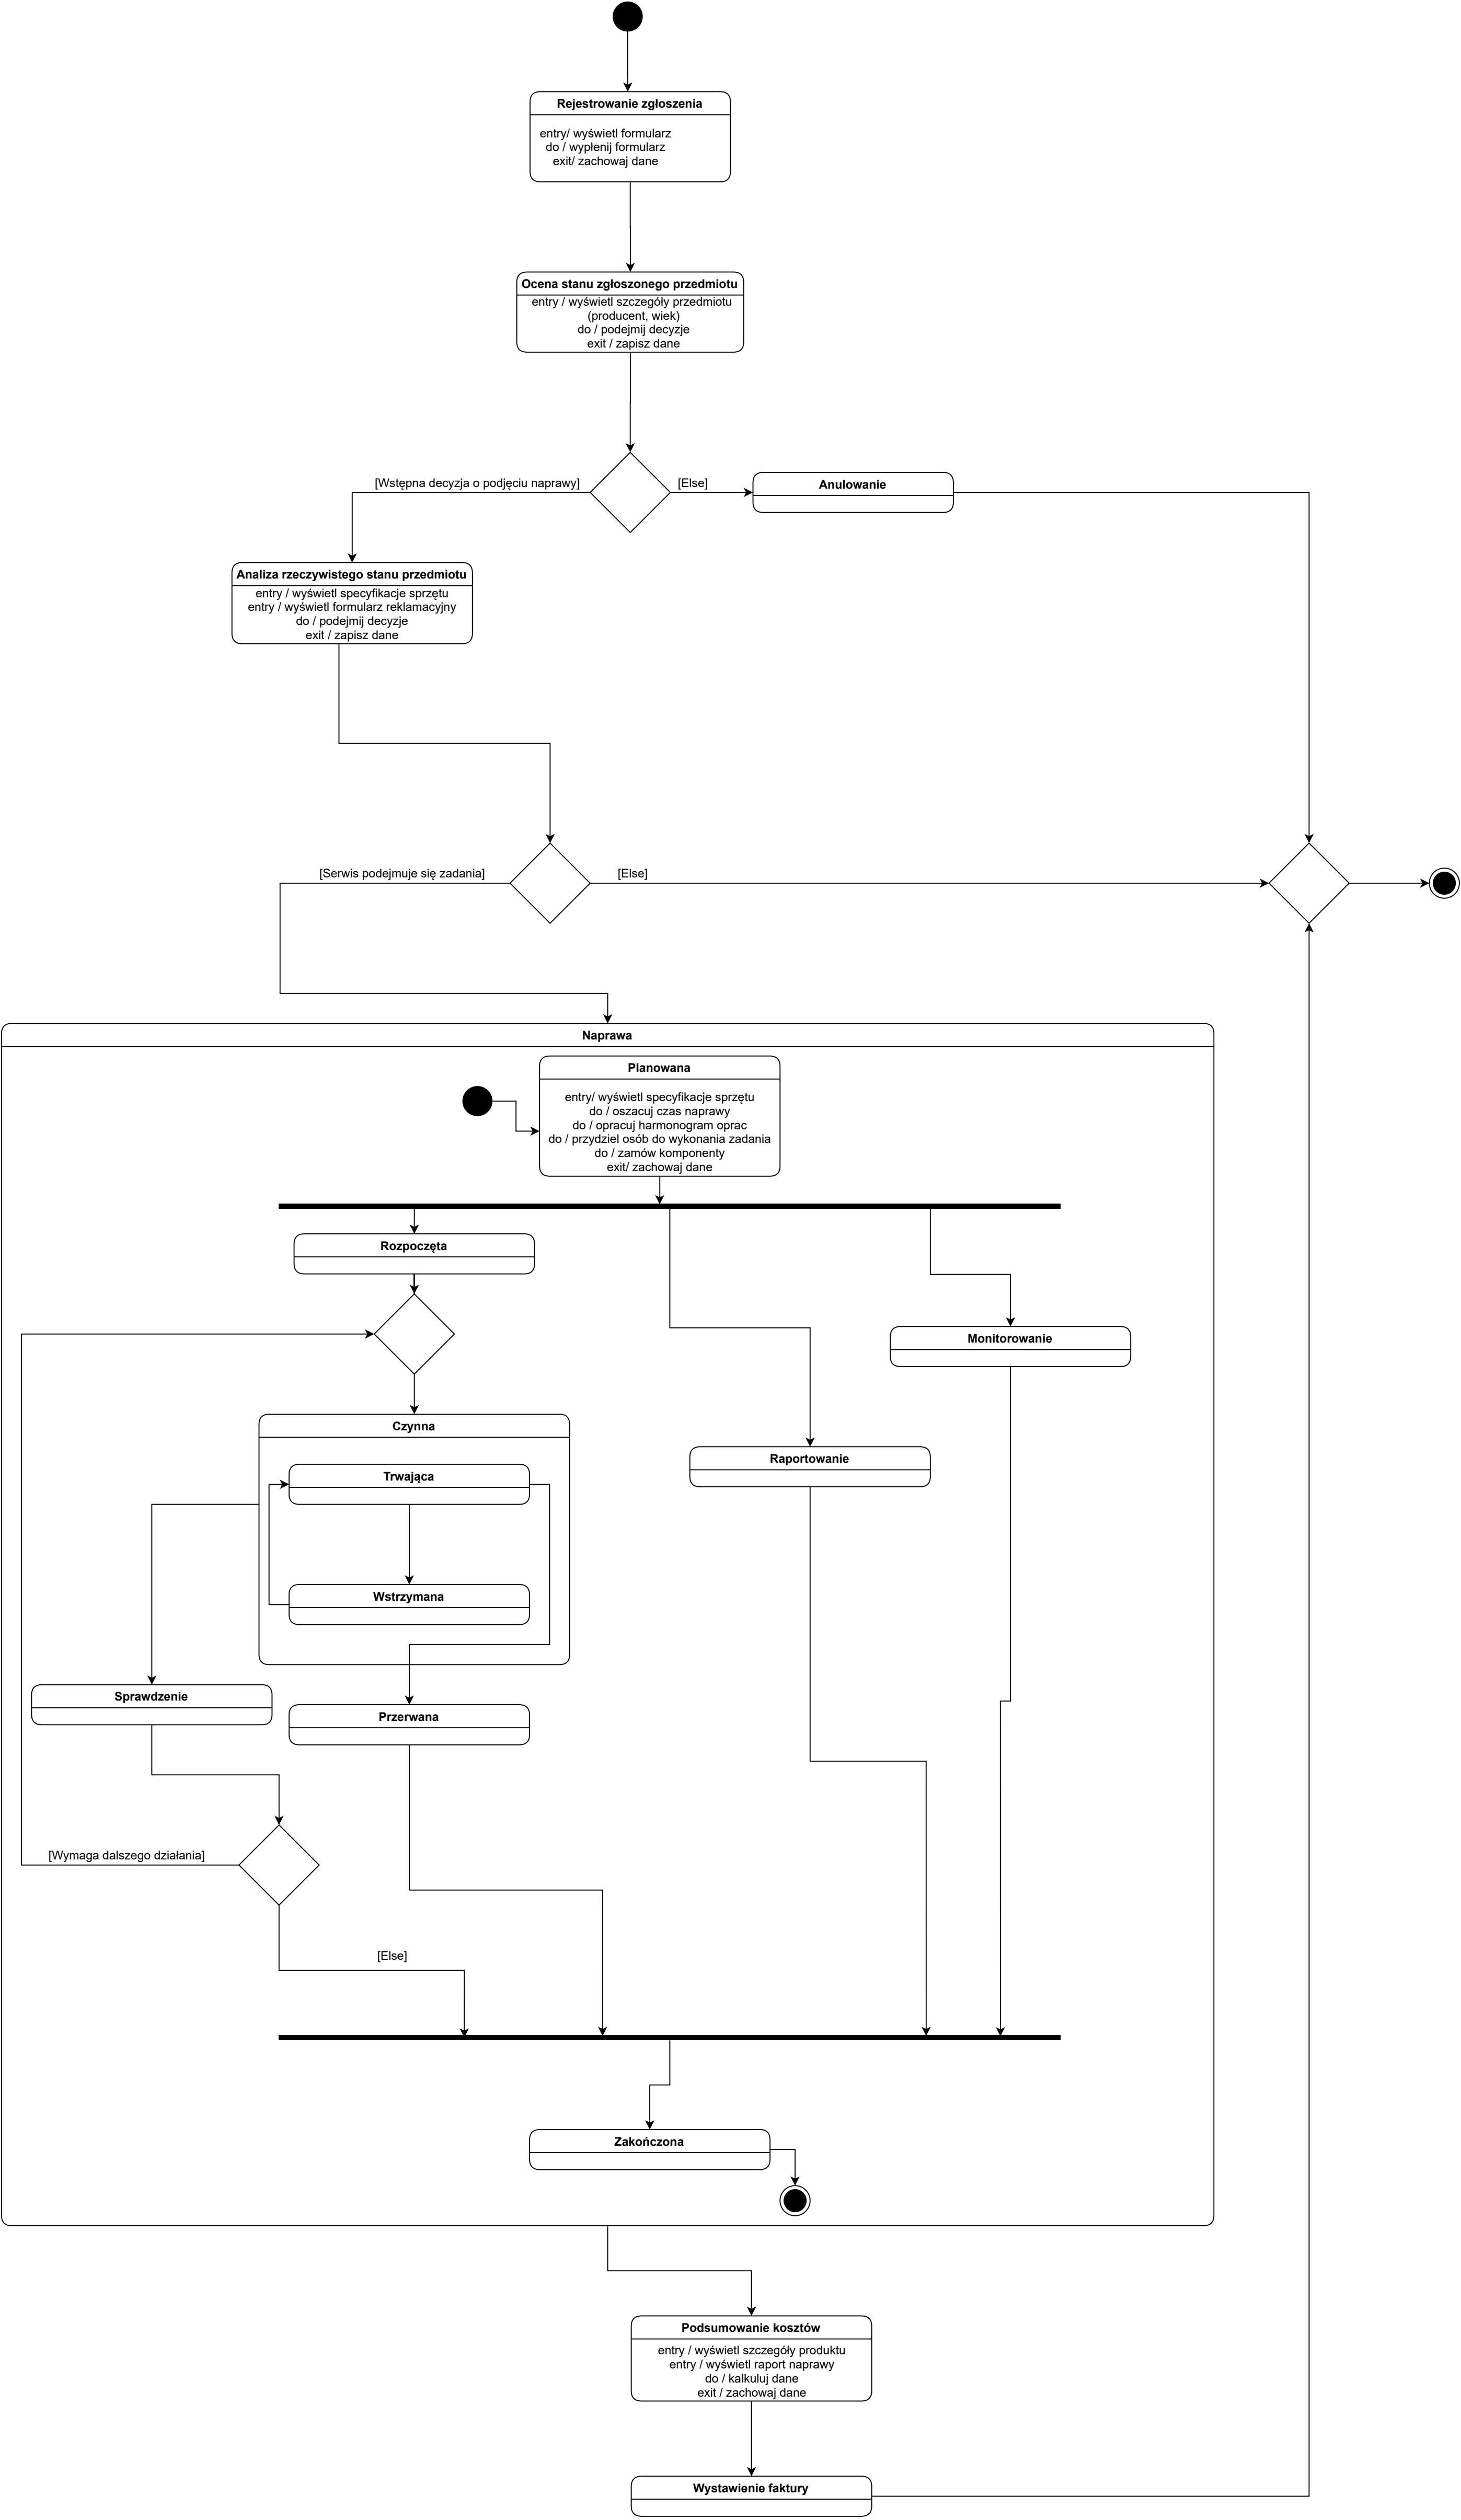 Rejestrowanie zgłoszenia
entry/ wyświetl formularz
do / wypłenij formularz
exit/ zachowaj dane
Ocena stanu zgłoszonego przedmiotu
entry / wyświetl szczegóły przedmiotu
(producent, wiek)
do / podejmij decyzje
exit / zapisz dane
[Wstępna decyzja o podjęciu naprawy]
[Else]
Anulowanie
Analiza rzeczywistego stanu przedmiotu
entry / wyświetl specyfikacje sprzętu
entry / wyświetl formularz reklamacyjny
do / podejmij decyzje
exit / zapisz dane
[Serwis podejmuje się zadania]
[Else]
Naprawa
Planowana
entry/ wyświetl specyfikacje sprzętu
do / oszacuj czas naprawy
do / opracuj harmonogram oprac
do / przydziel osób do wykonania zadania
do / zamów komponenty
exit/ zachowaj dane
Rozpoczęta
Monitorowanie
Czynna
Raportowanie
Trwająca
Wstrzymana
Sprawdzenie
Przerwana
[Wymaga dalszego działania]
[Else]
Zakończona
Podsumowanie kosztów
entry / wyświetl szczegóły produktu
entry / wyświetl raport naprawy
do / kalkuluj dane
exit / zachowaj dane
Wystawienie faktury